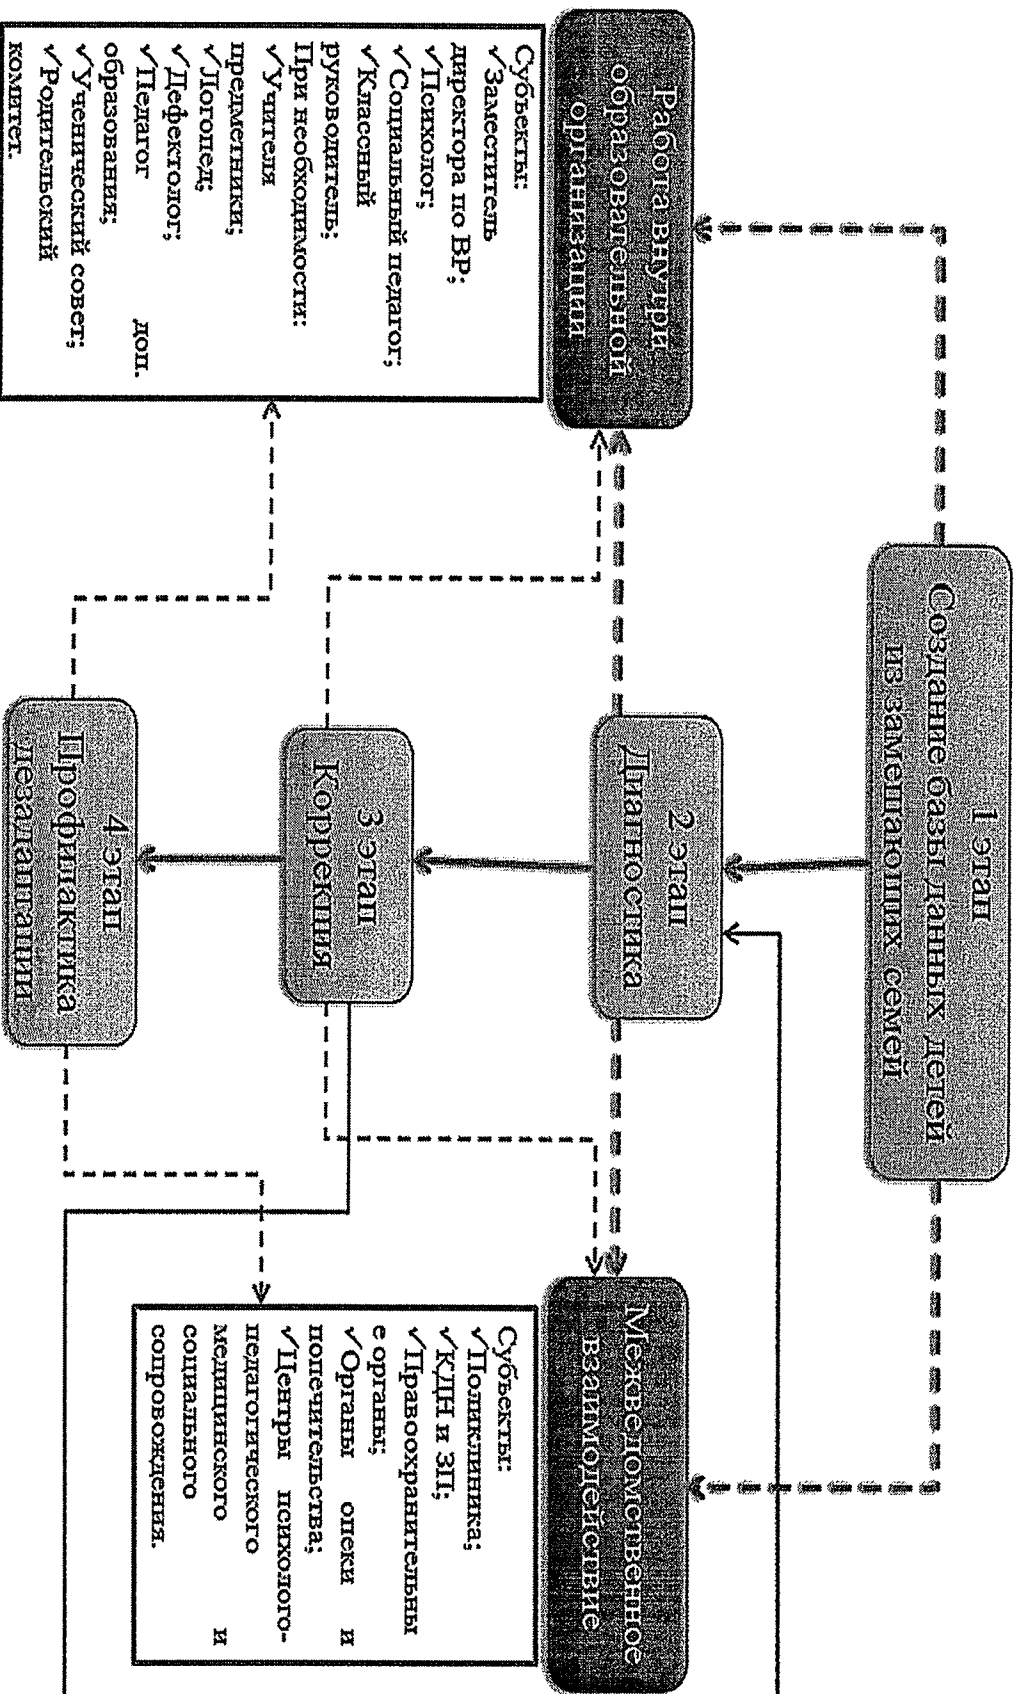 1 этап
Создание базы данных детей
из замещающих семей
Работа внутри
образовательной
организации
2 этап
Диагностика
Межведомственное
взаимодействие
Субъекты:
✓Заместитель
директора по ВР;
✓Психолог;
✓Социальный педагог;
✓Классный
руководитель;
При необходимости:
✓Учителя
предметники;
✓Логопед;
✓Дефектолог;
✓Педагог доп.
образования;
✓Ученический совет;
✓Родительский
комитет.
3 этап
Коррекция
4 этап
Профилактика
дезадаптации
Субъекты:
✓Поликлиника;
✓КДН и ЗП;
✓Правоохранительны
е органы;
✓Органы опеки и
попечительства;
✓Центры психолого-
педагогического
медицинского и
социального
сопровождения.